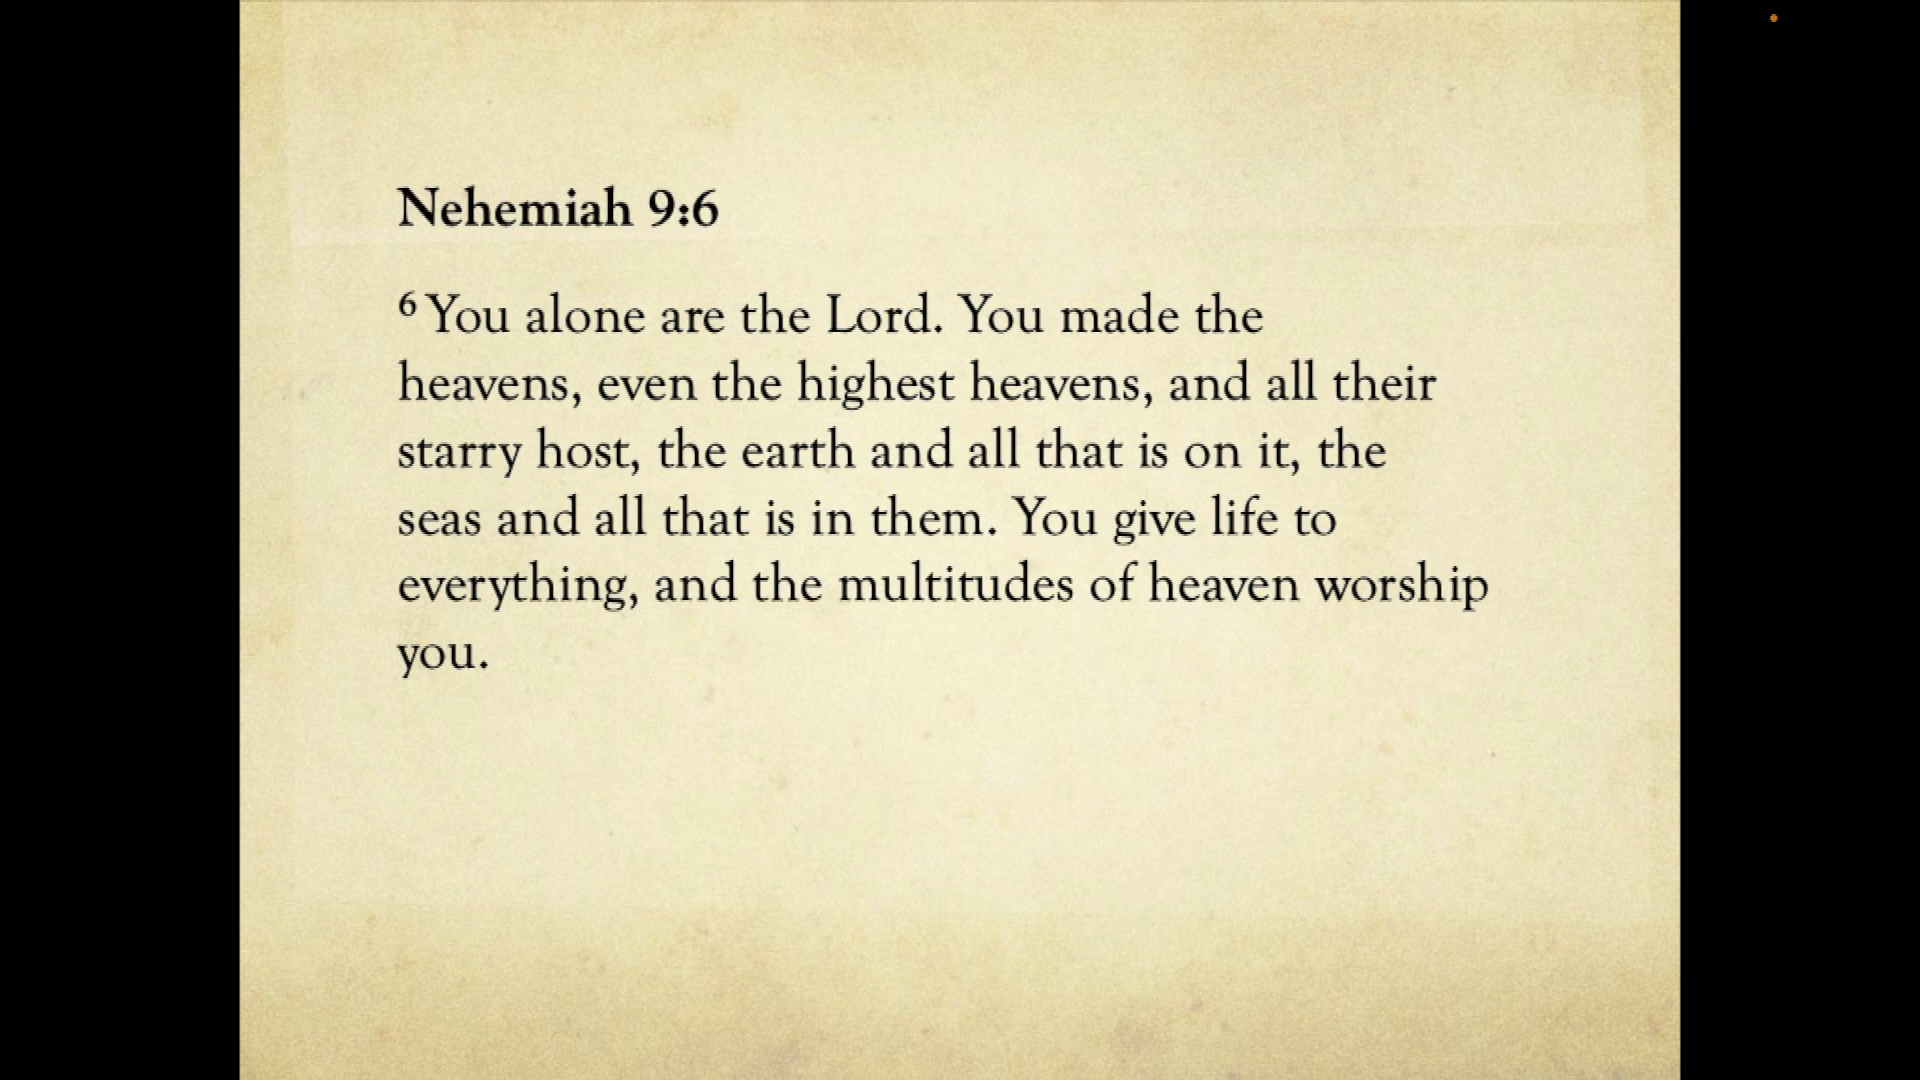 Nehemiah 9:6
⁶ You alone are the Lord. You made the
heavens, even the highest heavens, and all their
starry host, the earth and all that is on it, the
seas and all that is in them. You give life to
everything, and the multitudes of heaven worship
you.